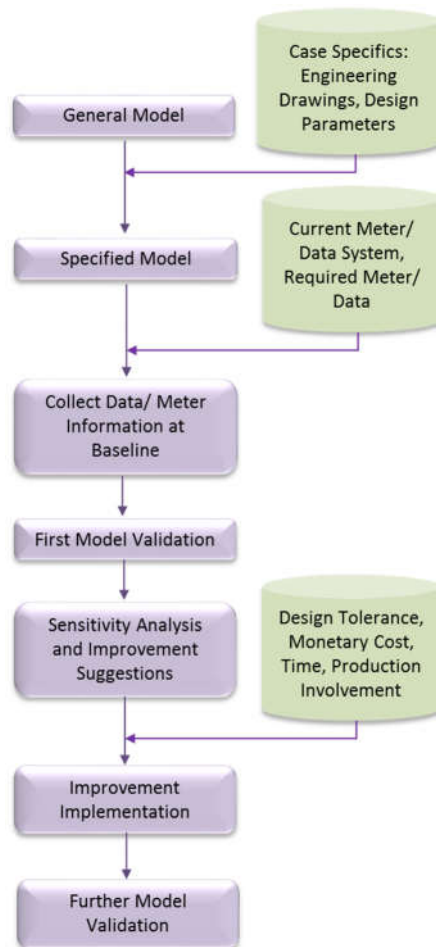 Case Specifics:
Engineering
Drawings, Design
Parameters
General Model
Current Meter/
Data System,
Required Meter/
Data
Specified Model
Collect Data/ Meter
Information at
Baseline
First Model Validation
Sensitivity Analysis
and Improvement
Suggestions
Design Tolerance,
Monetary Cost,
Time, Production
Involvement
Improvement
Implementation
Further Model
Validation